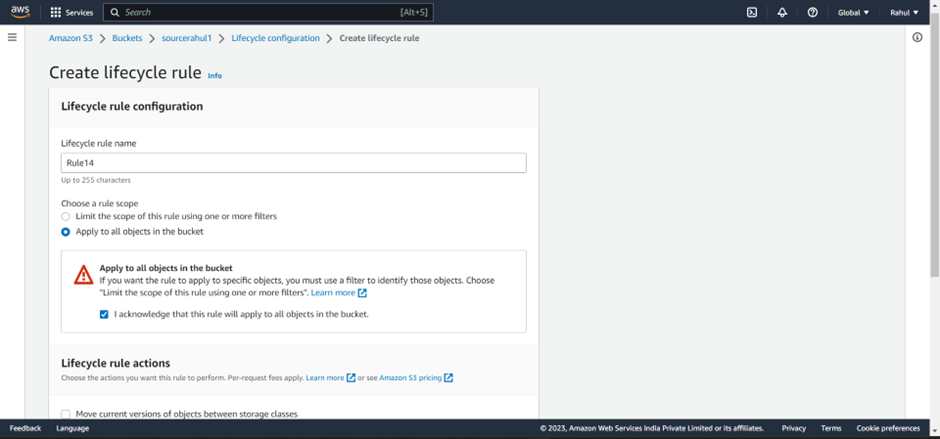 aws
Services
Search
[Alt+S]
Global
Rahul
Amazon S3
Buckets
sourcerahul1
Lifecycle configuration
Create lifecycle rule
Create lifecycle rule Info
Lifecycle rule configuration
Lifecycle rule name
Rule14
Up to 255 characters
Choose a rule scope
Limit the scope of this rule using one or more filters
Apply to all objects in the bucket
Apply to all objects in the bucket
If you want the rule to apply to specific objects, you must use a filter to identify those objects. Choose
"Limit the scope of this rule using one or more filters". Learn more
I acknowledge that this rule will apply to all objects in the bucket.
Lifecycle rule actions
Choose the actions you want this rule to perform. Per-request fees apply. Learn more or see Amazon S3 pricing
Move current versions of objects between storage classes
Feedback
Language
© 2023, Amazon Web Services India Private Limited or its affiliates.
Privacy
Terms
Cookie preferences